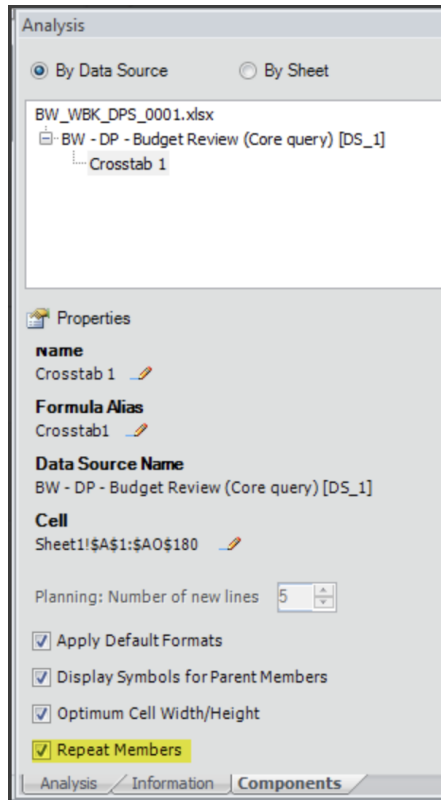 Analysis
By Data Source By Sheet
BW_WBK_DPS_0001.xlsx
BW - DP - Budget Review (Core query) [DS_1]
Crosstab 1
Properties
Name
Crosstab 1
Formula Alias
Crosstab1
Data Source Name
BW - DP - Budget Review (Core query) [DS_1]
Cell
Sheet1!$A$1:$AO$180
Planning: Number of new lines 5
Apply Default Formats
Display Symbols for Parent Members
Optimum Cell Width/Height
Repeat Members
Analysis Information Components